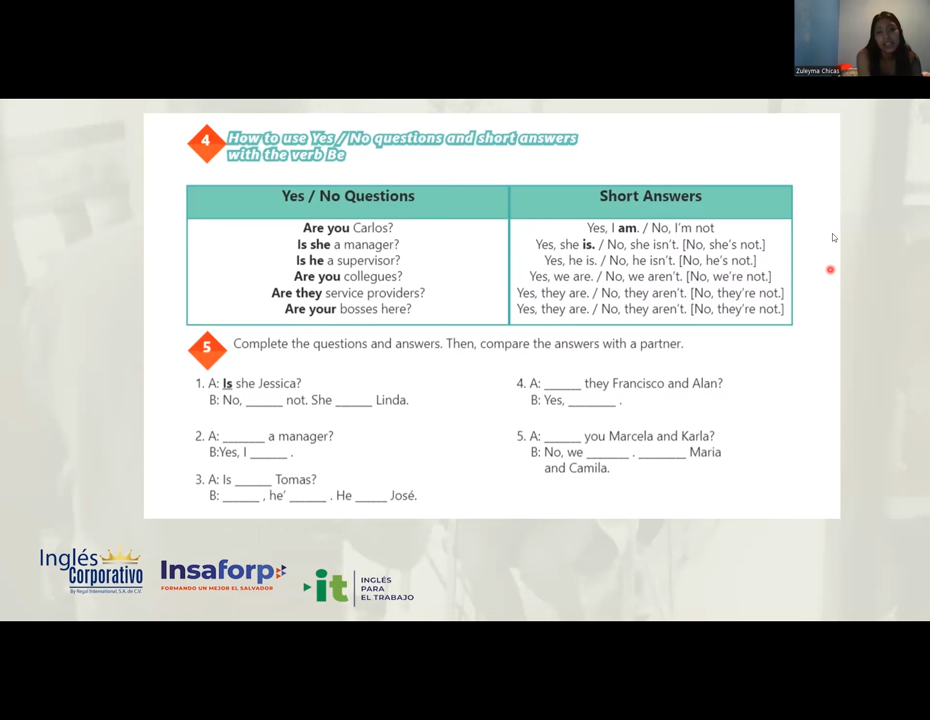 Zuleyma Chicas
4
How to use Yes / No questions and short answers
with the verb Be
Yes / No Questions
Short Answers
Are you Carlos?
Yes, I am. / No, I'm not
Is she a manager?
Yes, she is. / No, she isn't. [No, she's not.]
Is he a supervisor?
Yes, he is. / No, he isn't. [No, he's not.]
Are you collegues?
Yes, we are. / No, we aren't. [No, we're not.]
Are they service providers?
Yes, they are. / No, they aren't. [No, they're not.]
Are your bosses here?
Yes, they are. / No, they aren't. [No, they're not.]
5
Complete the questions and answers. Then, compare the answers with a partner.
1. A: Is she Jessica?
B: No, ______ not. She ______ Linda.
2. A: _______ a manager?
B:Yes, I ______ .
3. A: Is ______ Tomas?
B: ______ , he' ______ . He _____ José.
4. A: ______ they Francisco and Alan?
B: Yes, ________ .
5. A: ______ you Marcela and Karla?
B: No, we _______ . ________ Maria
and Camila.
Inglés
Corporativo
By Regal International, S.A. de C.V.
Insaforp
FORMANDO UN MEJOR EL SALVADOR
it
INGLÉS
PARA
EL TRABAJO